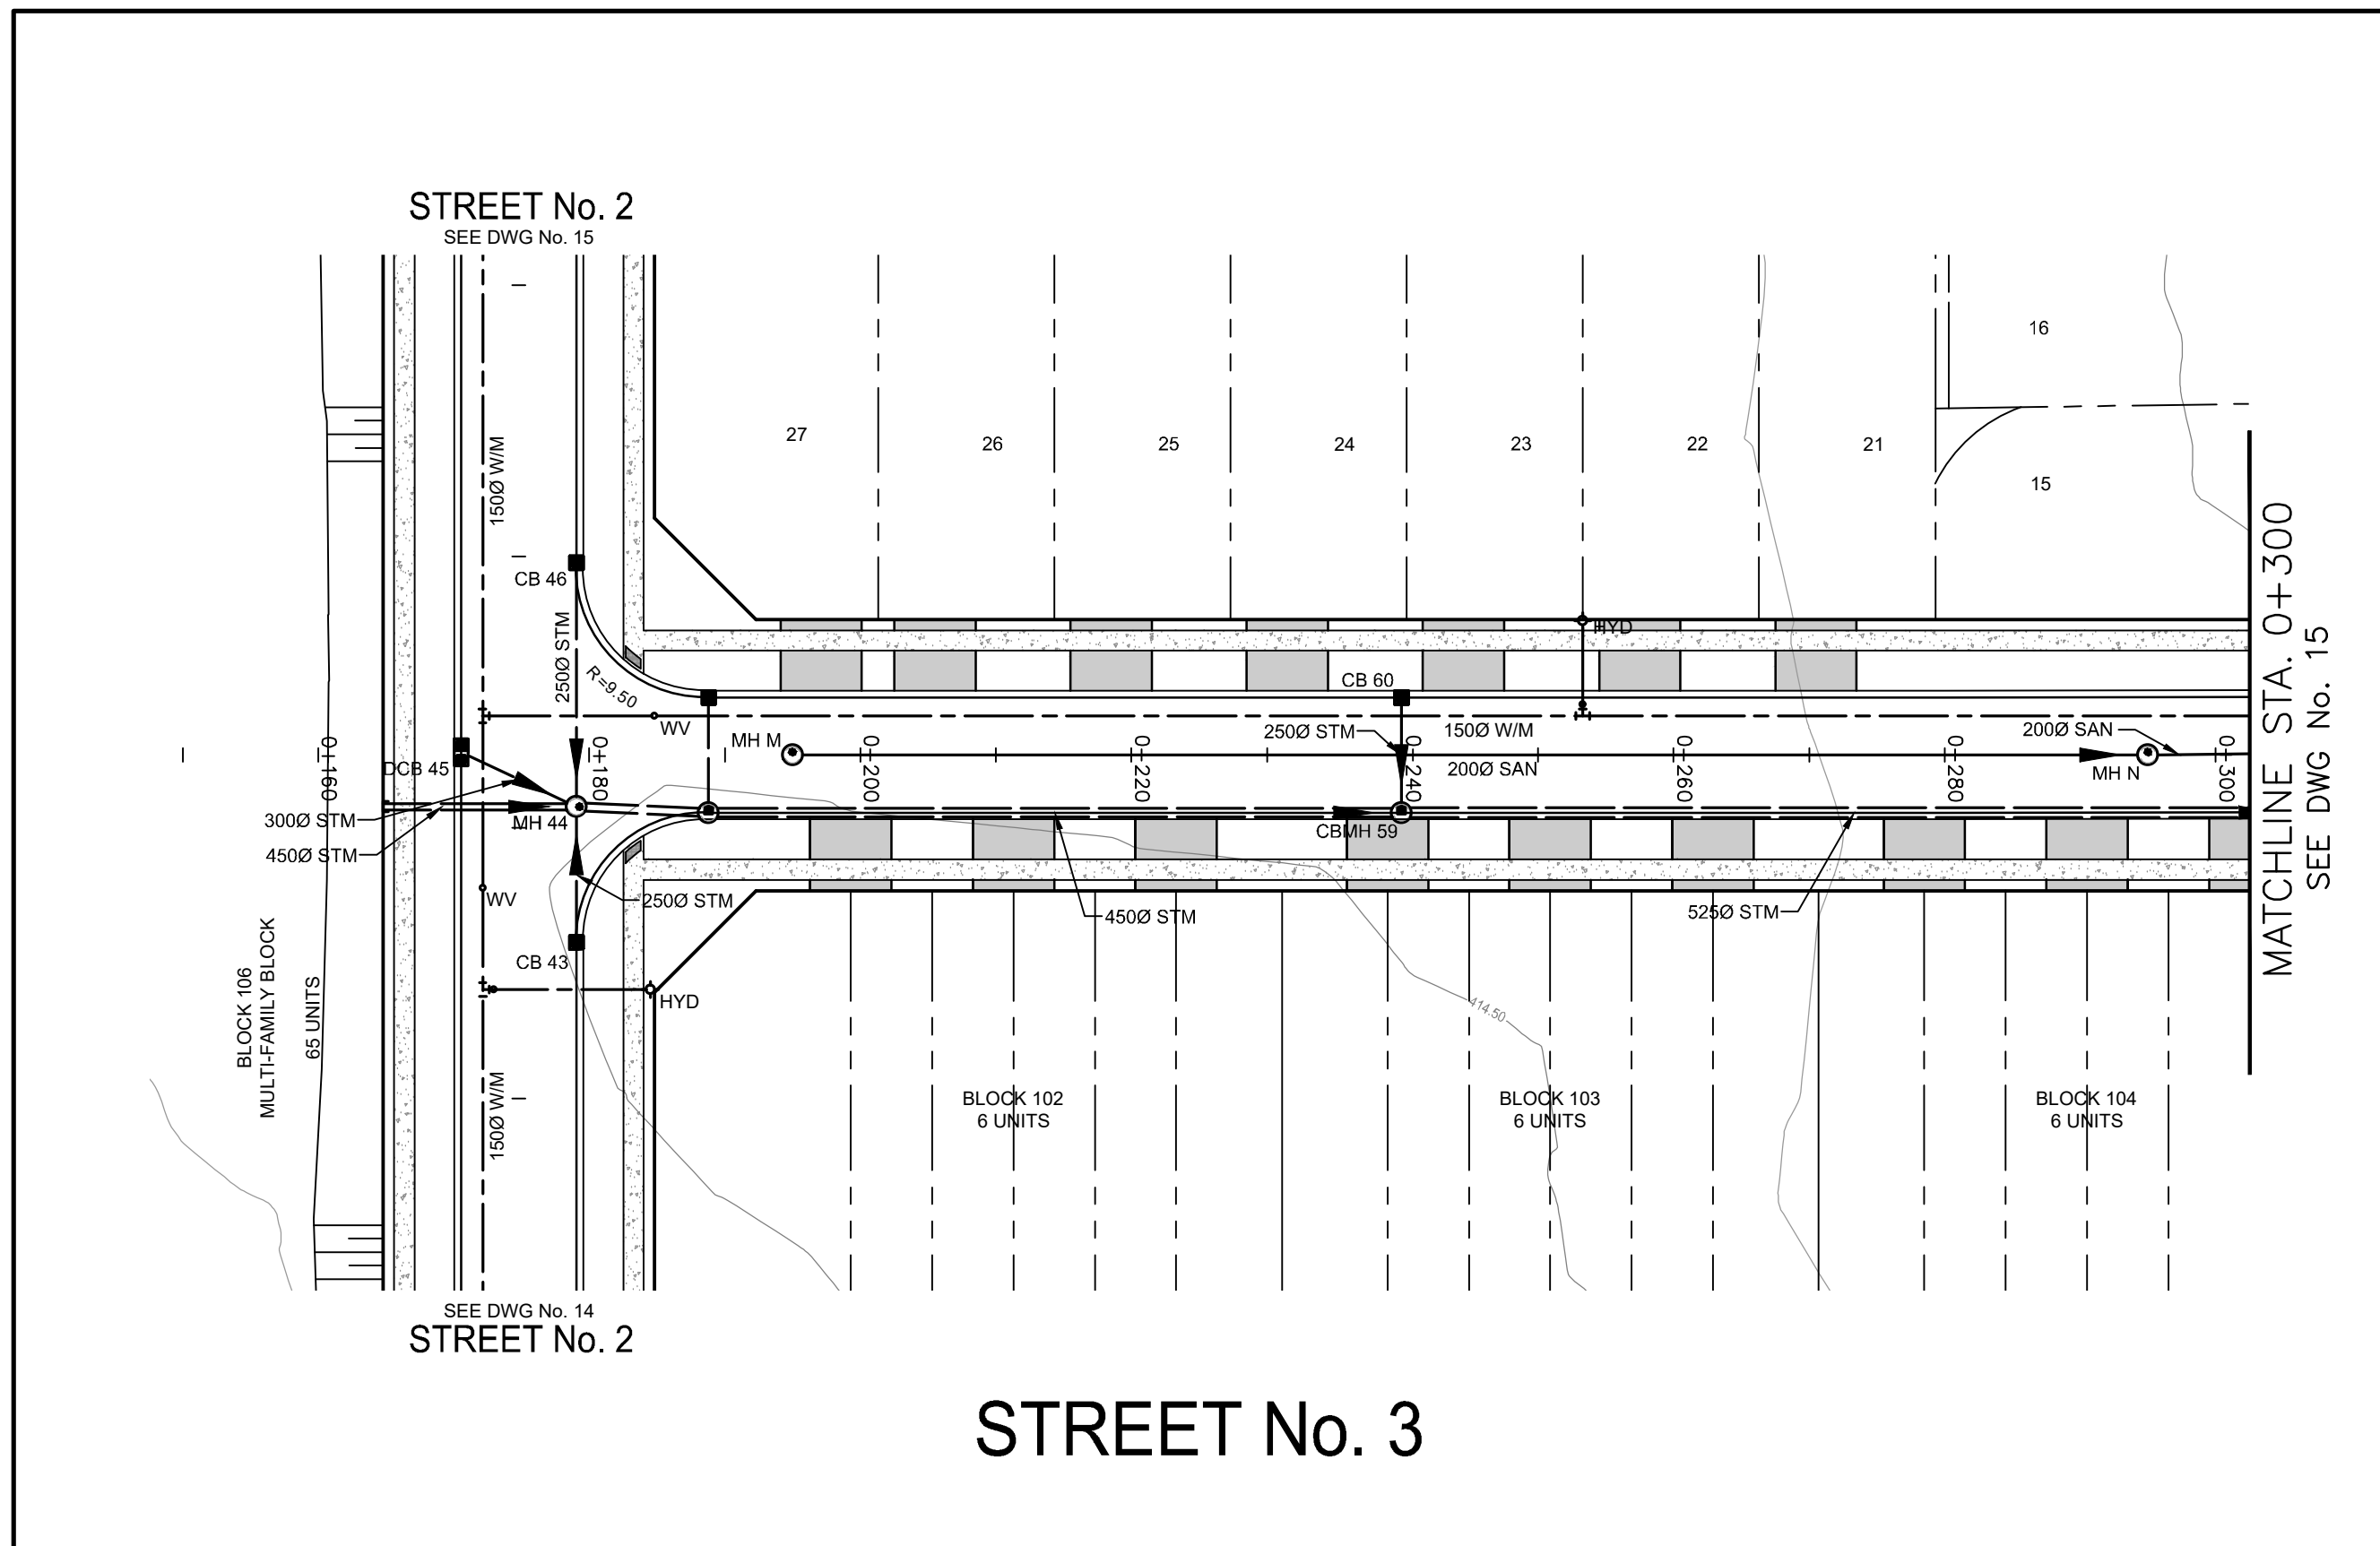 STREET No. 2
SEE DWG No. 15
16
27
26
25
24
23
22
21
15
150Ø W/M
CB 46
250Ø STM
R=9.50
HYD
CB 60
WV
MH M
250Ø STM
150Ø W/M
200Ø SAN
200Ø SAN
MH N
DCB 45
0+160
0+180
0+200
0+220
0+240
0+260
0+280
0+300
300Ø STM
MH 44
450Ø STM
CBMH 59
WV
250Ø STM
450Ø STM
525Ø STM
CB 43
HYD
414.50
MATCHLINE STA. 0+300
SEE DWG No. 15
BLOCK 106
MULTI-FAMILY BLOCK
65 UNITS
150Ø W/M
BLOCK 102
6 UNITS
BLOCK 103
6 UNITS
BLOCK 104
6 UNITS
SEE DWG No. 14
STREET No. 2
STREET No. 3